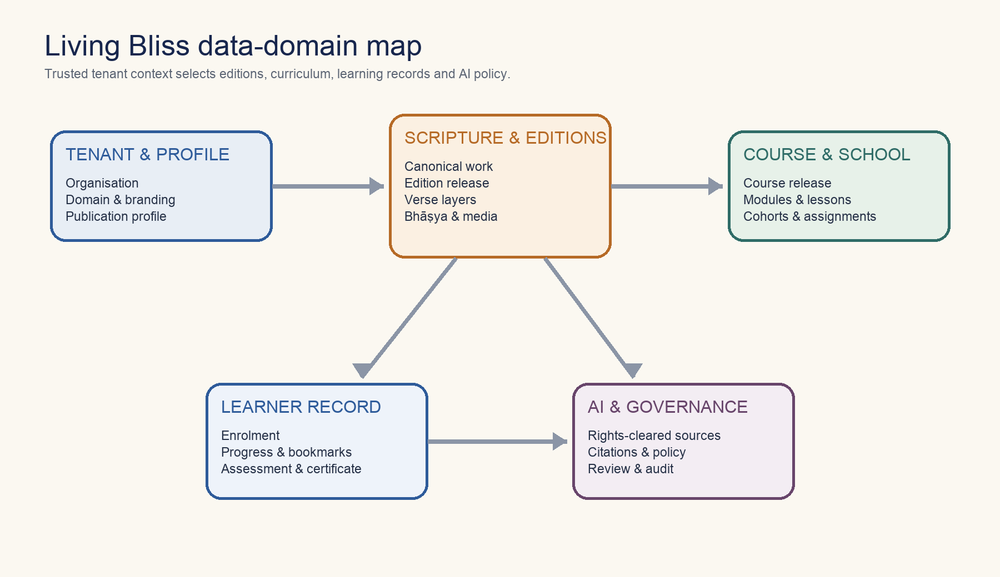 Living Bliss data-domain map
Trusted tenant context selects editions, curriculum, learning records and AI policy.
TENANT & PROFILE
Organisation
Domain & branding
Publication profile
SCRIPTURE & EDITIONS
Canonical work
Edition release
Verse layers
Bhāṣya & media
COURSE & SCHOOL
Course release
Modules & lessons
Cohorts & assignments
LEARNER RECORD
Enrolment
Progress & bookmarks
Assessment & certificate
AI & GOVERNANCE
Rights-cleared sources
Citations & policy
Review & audit